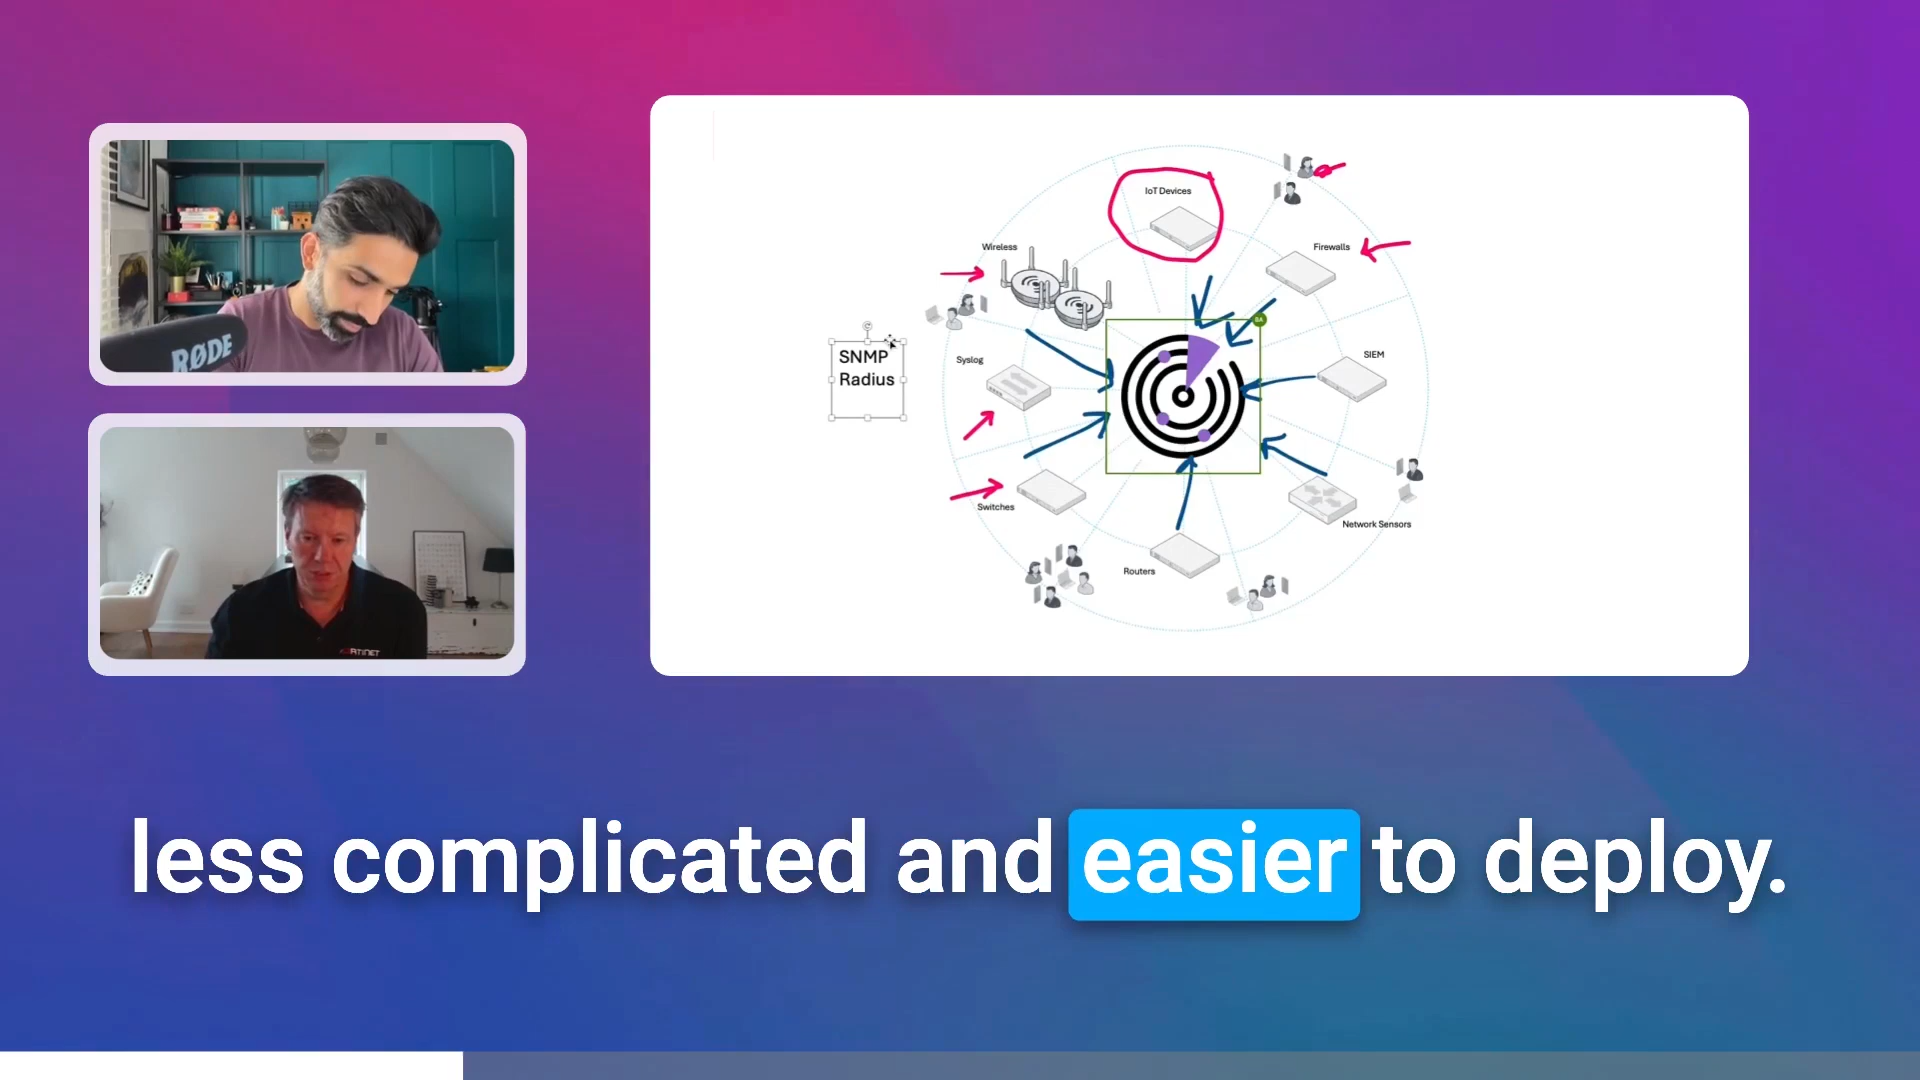 RØDE
IoT Devices
Firewalls
Wireless
BA
SNMP
Radius
Syslog
SIEM
Switches
Network Sensors
Routers
less complicated and easier to deploy.